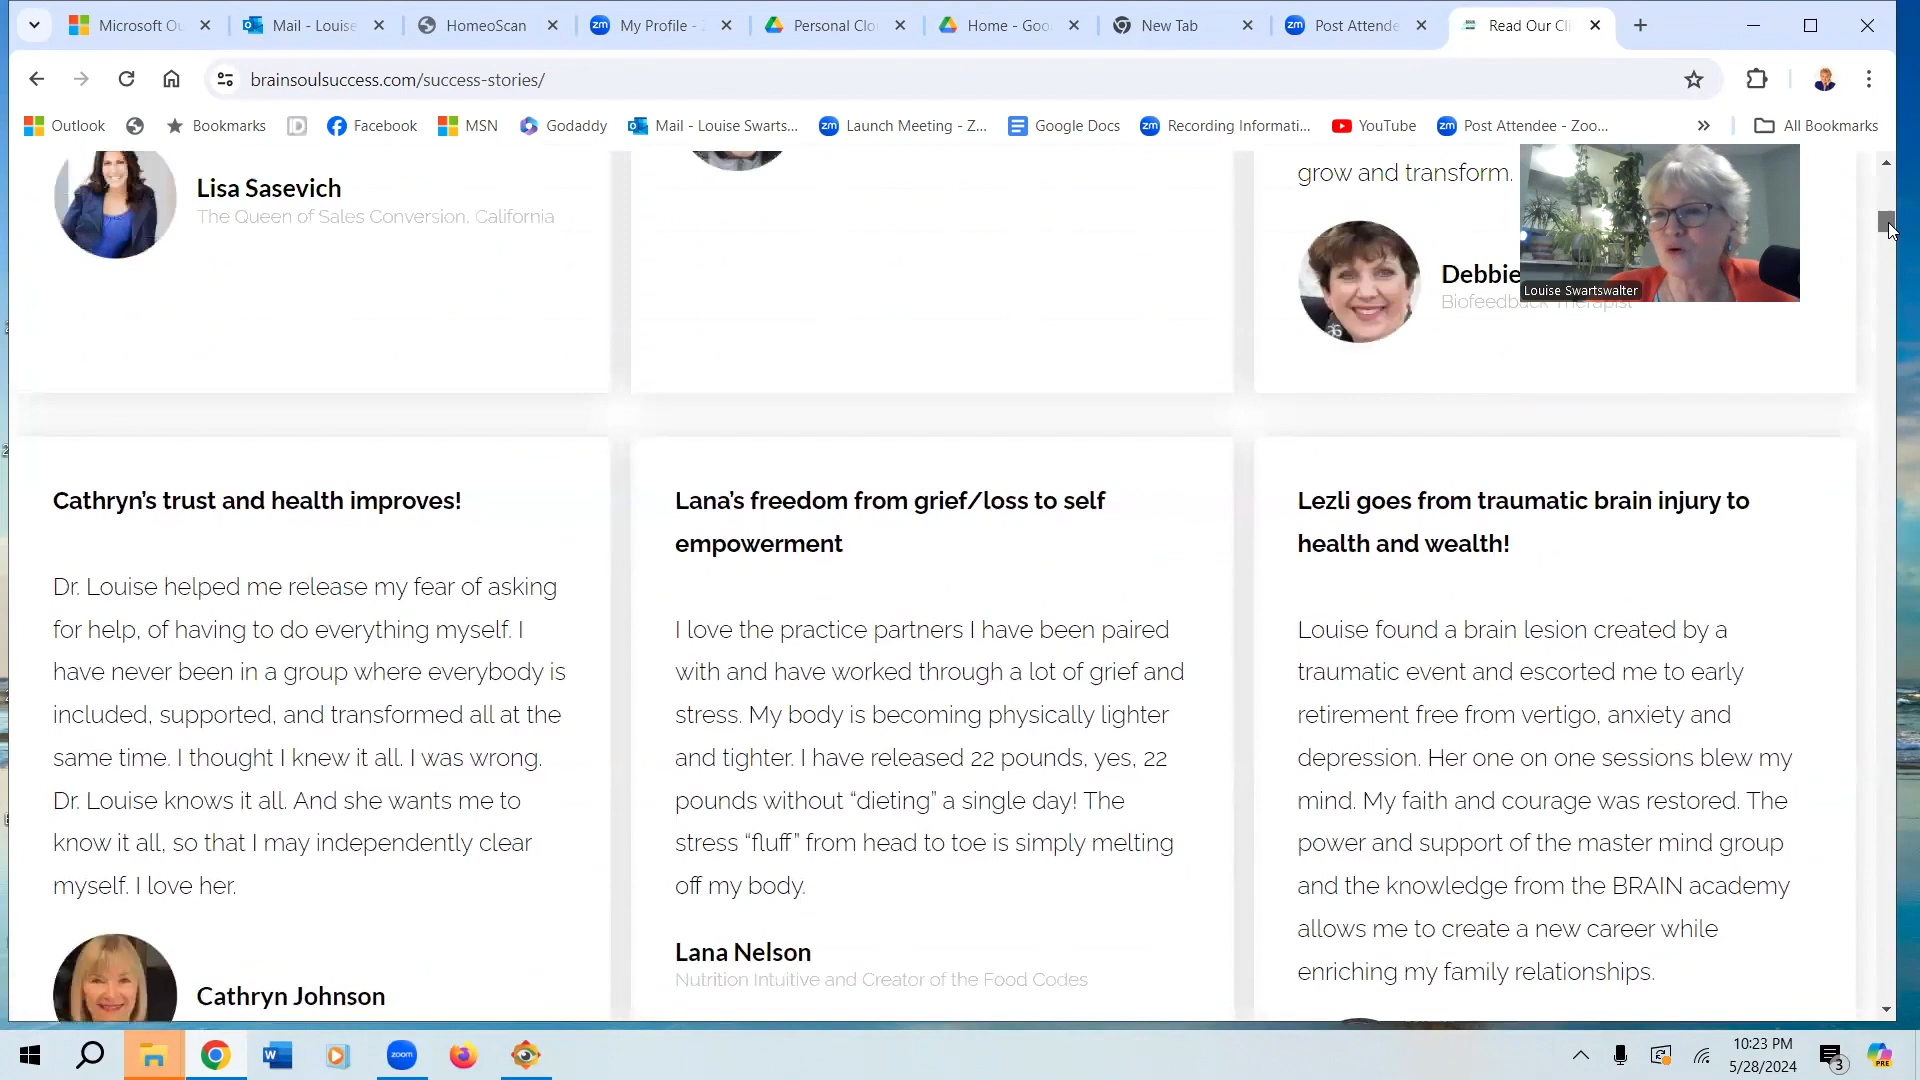 Microsoft Ou
Mail - Louise
HomeoScan
My Profile -
Personal Clo
Home - Goo
New Tab
Post Attende
Read Our Cli
brainsoulsuccess.com/success-stories/
Outlook
Bookmarks
Facebook
MSN
Godaddy
Mail - Louise Swarts...
Launch Meeting - Z...
Google Docs
Recording Informati...
YouTube
Post Attendee - Zoo...
All Bookmarks
Lisa Sasevich
The Queen of Sales Conversion, California
grow and transform.
Debbie
Biofeedback Therapist
Louise Swartswalter
Cathryn’s trust and health improves!
Dr. Louise helped me release my fear of asking
for help, of having to do everything myself. I
have never been in a group where everybody is
included, supported, and transformed all at the
same time. I thought I knew it all. I was wrong.
Dr. Louise knows it all. And she wants me to
know it all, so that I may independently clear
myself. I love her.
Cathryn Johnson
Lana’s freedom from grief/loss to self
empowerment
I love the practice partners I have been paired
with and have worked through a lot of grief and
stress. My body is becoming physically lighter
and tighter. I have released 22 pounds, yes, 22
pounds without “dieting” a single day! The
stress “fluff” from head to toe is simply melting
off my body.
Lana Nelson
Nutrition Intuitive and Creator of the Food Codes
Lezli goes from traumatic brain injury to
health and wealth!
Louise found a brain lesion created by a
traumatic event and escorted me to early
retirement free from vertigo, anxiety and
depression. Her one on one sessions blew my
mind. My faith and courage was restored. The
power and support of the master mind group
and the knowledge from the BRAIN academy
allows me to create a new career while
enriching my family relationships.
zoom
10:23 PM
5/28/2024
3
PRE